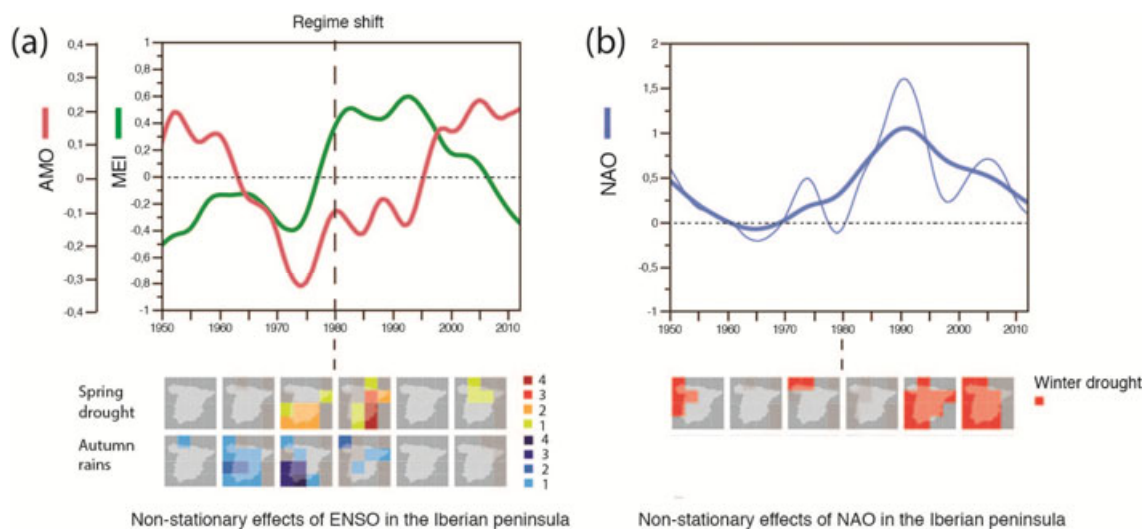 Regime shift
(a)
AMO
0,4
0,3
0,2
0,1
0
-0,1
-0,2
-0,3
-0,4
MEI
1
0,8
0,6
0,4
0,2
0
-0,2
-0,4
-0,6
-0,8
-1
1950 1960 1970 1980 1990 2000 2010
Spring
drought
4
3
2
1
Autumn
rains
4
3
2
1
Non-stationary effects of ENSO in the Iberian peninsula
(b)
NAO
2
1,5
1
0,5
0
0,5
-1
1950 1960 1970 1980 1990 2000 2010
Winter drought
Non-stationary effects of NAO in the Iberian peninsula